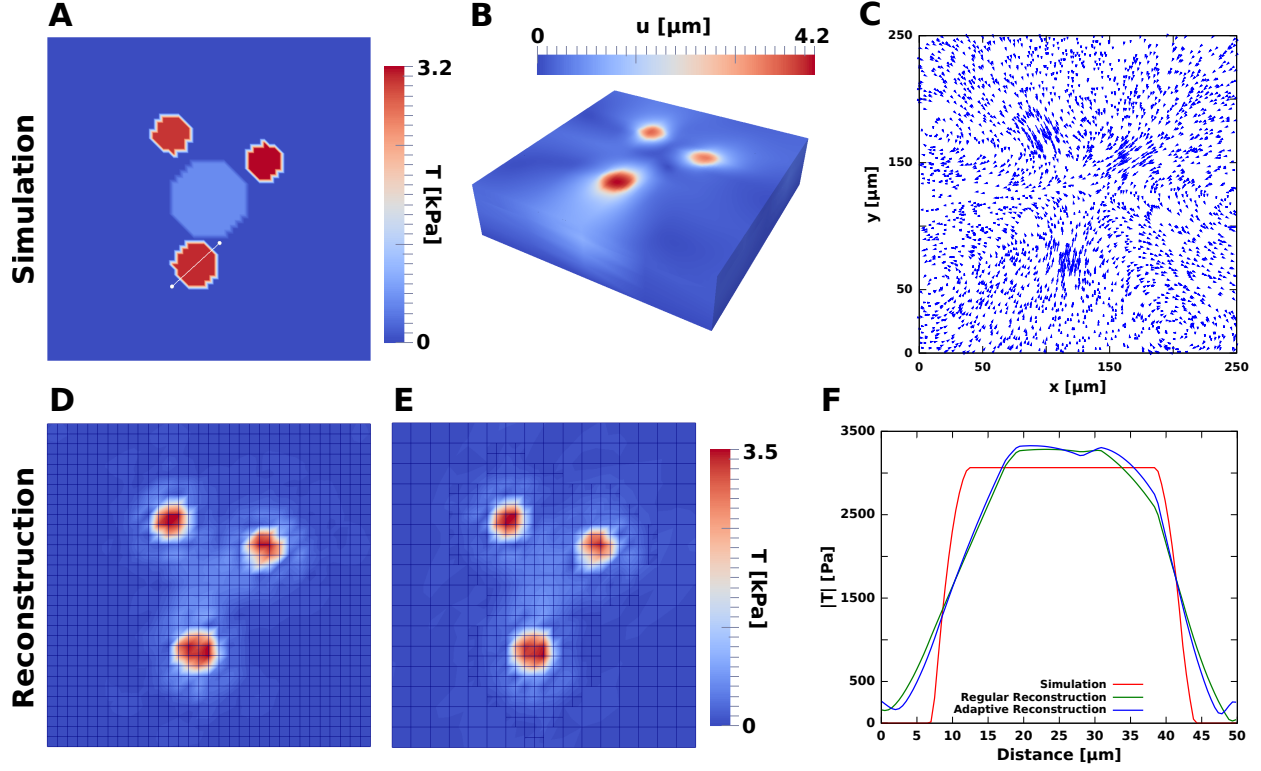 A
B
C
Simulation
3.2
T [kPa]
0
u [µm]
0
4.2
250
150
50
0
y [µm]
0
50
150
250
x [µm]
D
E
F
Reconstruction
3.5
T [kPa]
0
3500
2500
1500
500
0
|T| [Pa]
Simulation
Regular Reconstruction
Adaptive Reconstruction
0
5
10
15
20
25
30
35
40
45
50
Distance [µm]